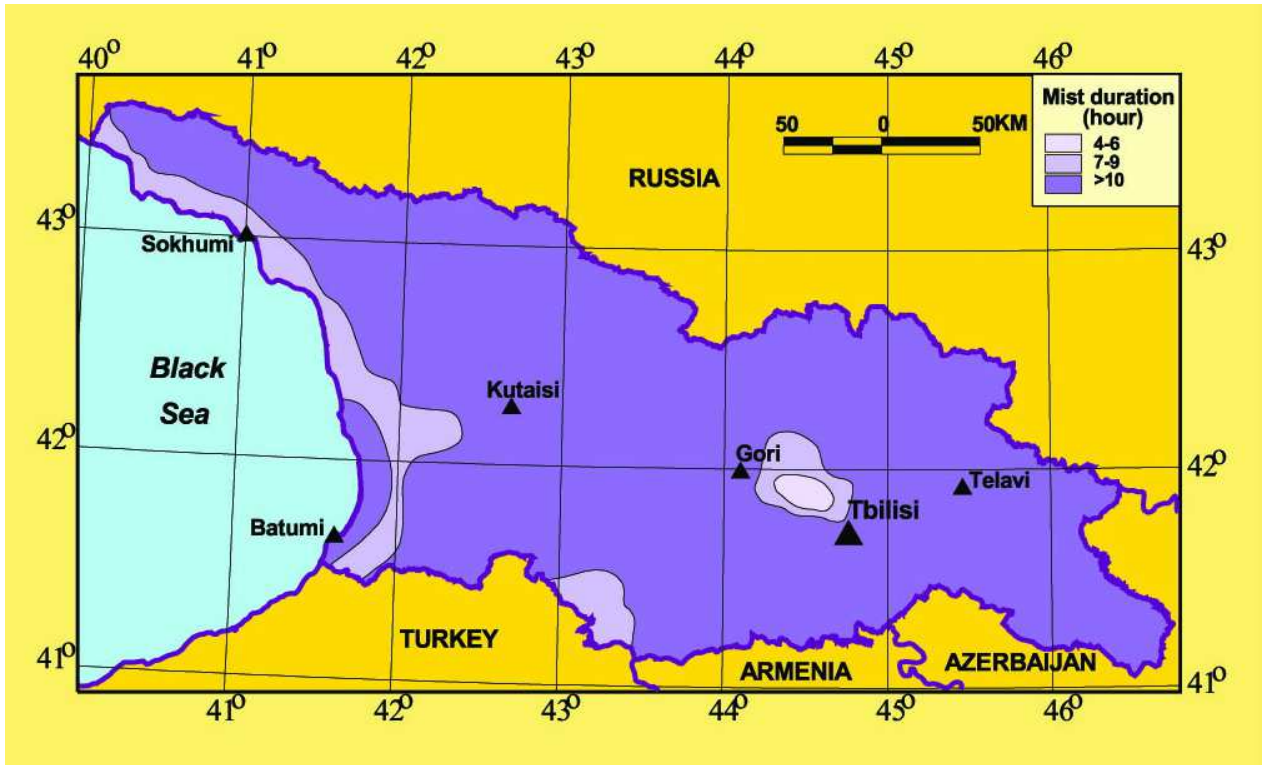 40⁰ 41⁰ 42⁰ 43⁰ 44⁰ 45⁰ 46⁰
Mist duration
(hour)
4-6
7-9
>10
50 0 50KM
RUSSIA
43⁰
43⁰
Sokhumi
Black
Sea
Kutaisi
42⁰
42⁰
Gori
Telavi
Tbilisi
Batumi
TURKEY
ARMENIA
AZERBAIJAN
41⁰
41⁰
41⁰ 42⁰ 43⁰ 44⁰ 45⁰ 46⁰